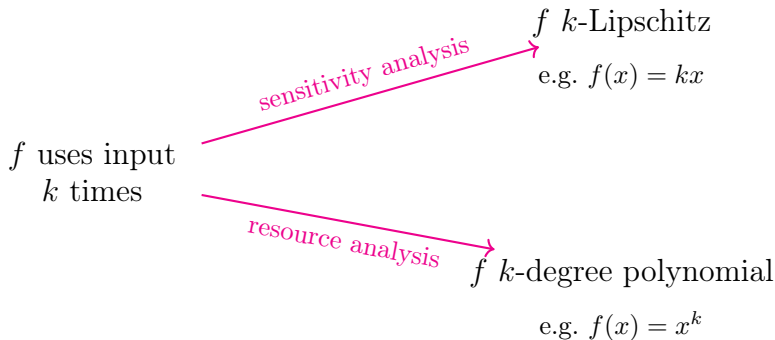 f k-Lipschitz
e.g. f(x) = kx
sensitivity analysis
f uses input
k times
resource analysis
f k-degree polynomial
e.g. f(x) = x^k